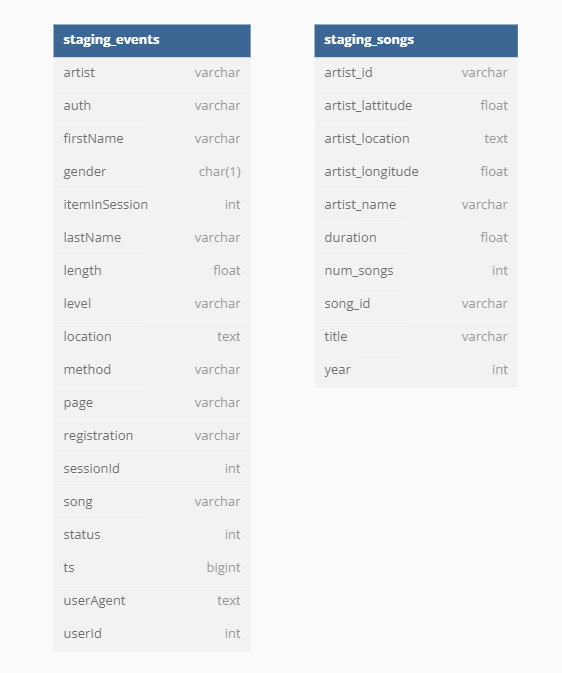 staging_events
artist varchar
auth varchar
firstName varchar
gender char(1)
itemInSession int
lastName varchar
length float
level varchar
location text
method varchar
page varchar
registration varchar
sessionId int
song varchar
status int
ts bigint
userAgent text
userId int
staging_songs
artist_id varchar
artist_lattitude float
artist_location text
artist_longitude float
artist_name varchar
duration float
num_songs int
song_id varchar
title varchar
year int